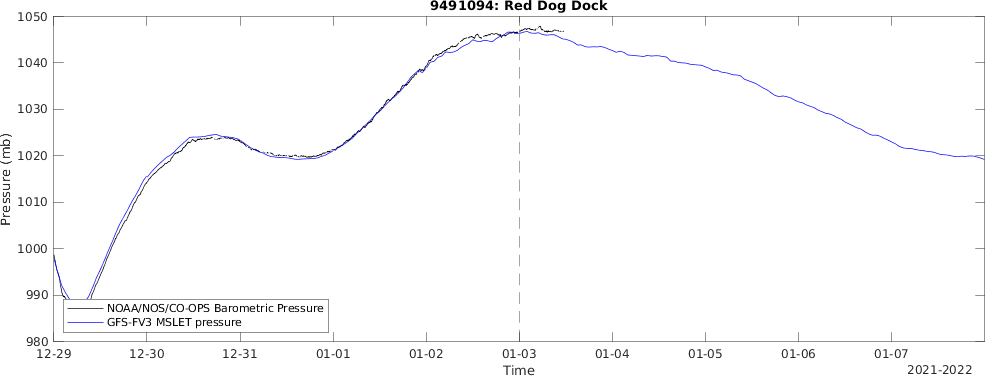 9491094: Red Dog Dock
1050
1040
1030
1020
1010
1000
990
980
Pressure (mb)
NOAA/NOS/CO-OPS Barometric Pressure
GFS-FV3 MSLET pressure
12-29 12-30 12-31 01-01 01-02 01-03 01-04 01-05 01-06 01-07
Time
2021-2022